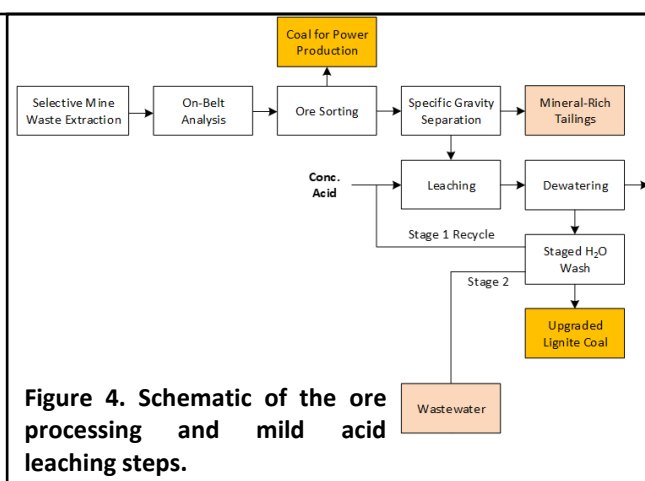 Coal for Power
Production
Selective Mine
Waste Extraction
On-Belt
Analysis
Ore Sorting
Specific Gravity
Separation
Mineral-Rich
Tailings
Conc.
Acid
Leaching
Dewatering
Stage 1 Recycle
Staged H₂O
Wash
Stage 2
Upgraded
Lignite Coal
Wastewater
Figure 4. Schematic of the ore
processing and mild acid
leaching steps.